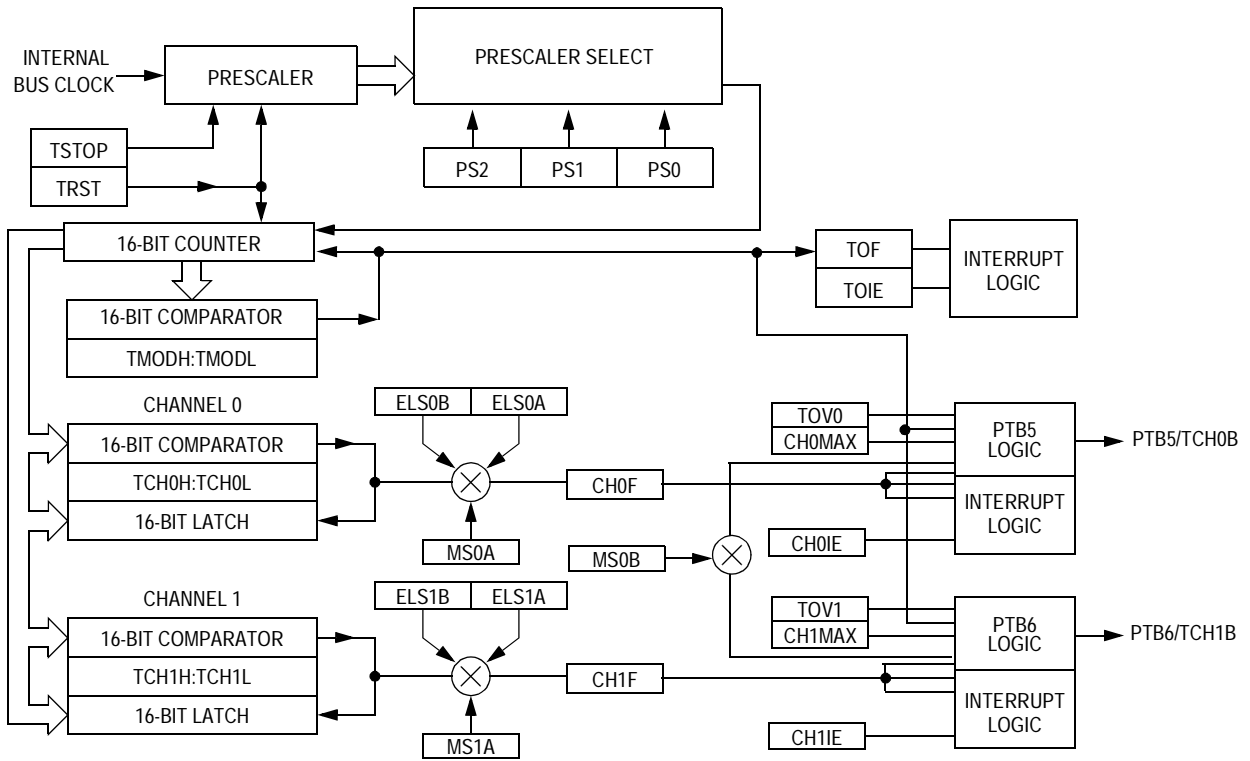 INTERNAL
BUS CLOCK
PRESCALER
PRESCALER SELECT
TSTOP
TRST
PS2
PS1
PS0
16-BIT COUNTER
TOF
TOIE
INTERRUPT
LOGIC
16-BIT COMPARATOR
TMODH:TMODL
CHANNEL 0
ELS0B
ELS0A
16-BIT COMPARATOR
TCH0H:TCH0L
16-BIT LATCH
MS0A
CH0F
MS0B
TOV0
CH0MAX
PTB5
LOGIC
PTB5/TCH0B
INTERRUPT
LOGIC
CH0IE
CHANNEL 1
ELS1B
ELS1A
16-BIT COMPARATOR
TCH1H:TCH1L
16-BIT LATCH
MS1A
CH1F
TOV1
CH1MAX
PTB6
LOGIC
PTB6/TCH1B
INTERRUPT
LOGIC
CH1IE